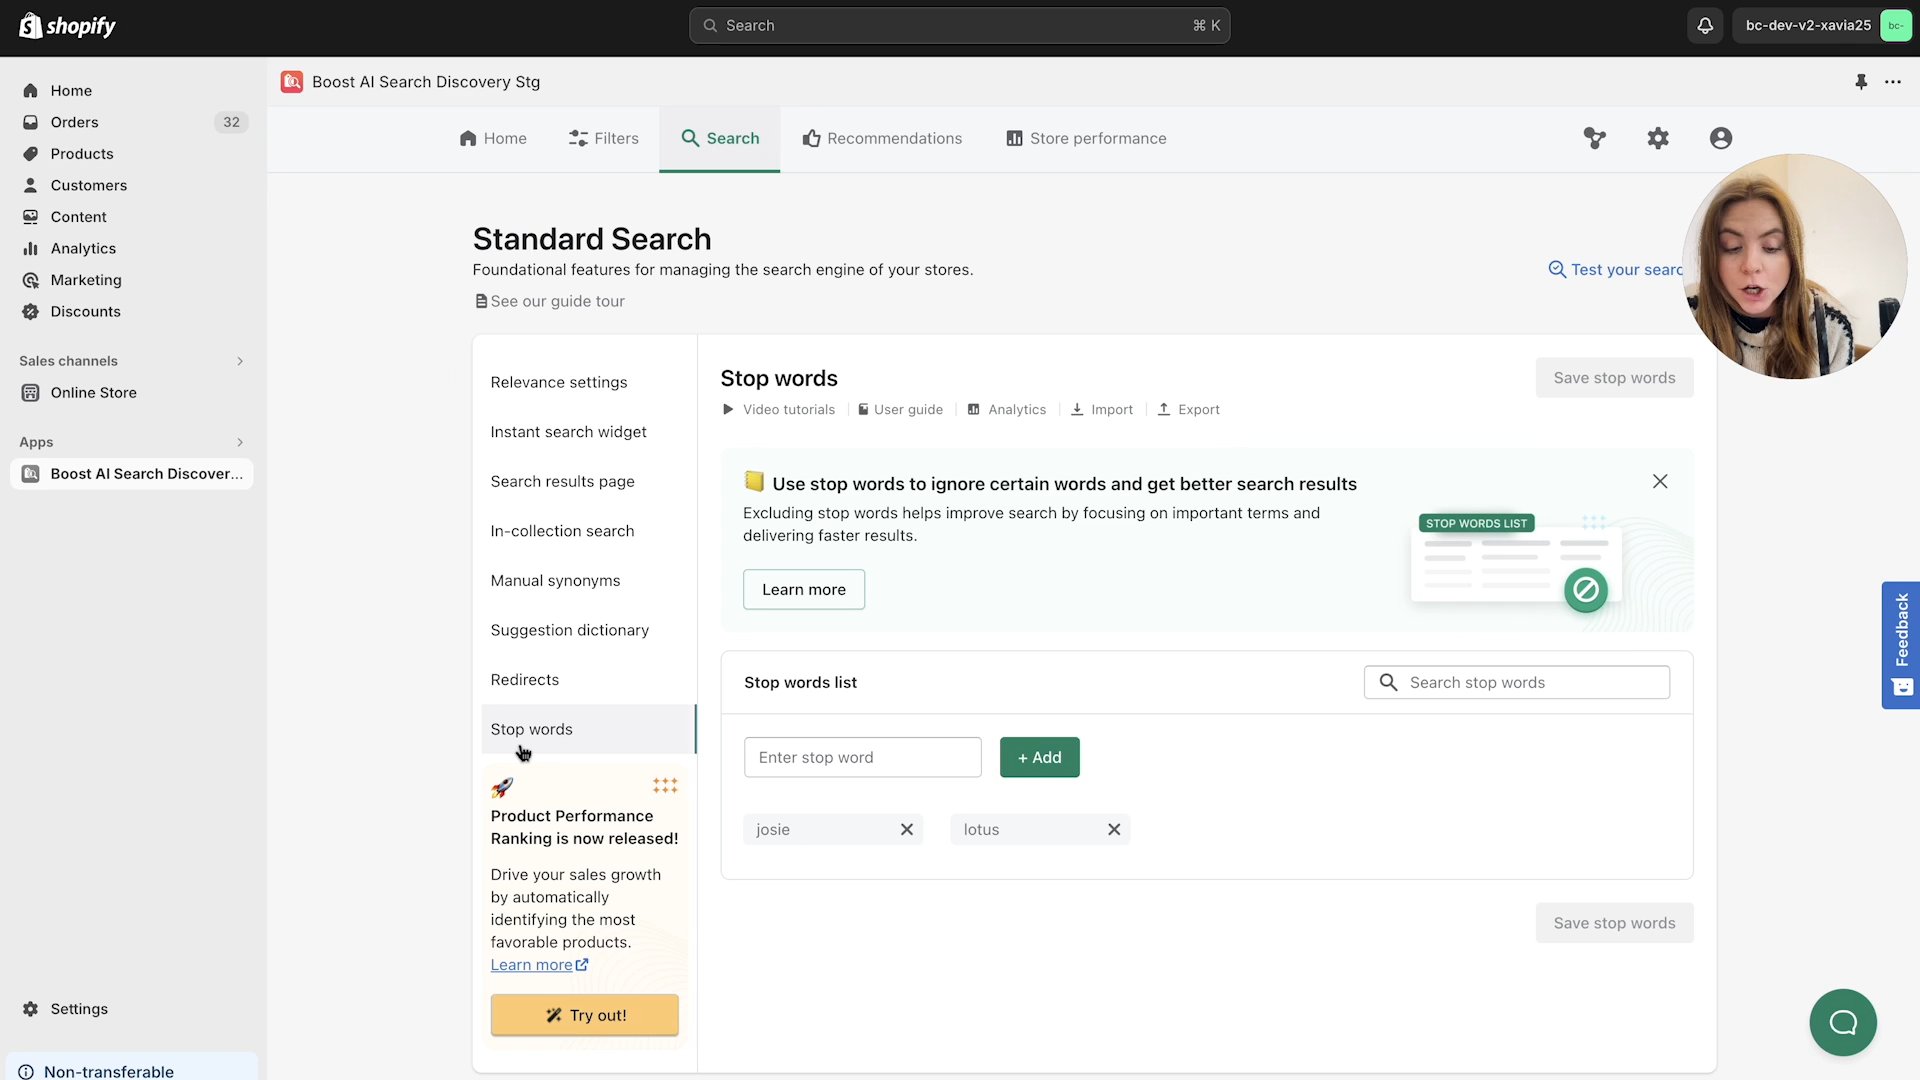 shopify
Search
⌘ K
bc-dev-v2-xavia25
bc-
Home
Orders
32
Products
Customers
Content
Analytics
Marketing
Discounts
Sales channels
Online Store
Apps
Boost AI Search Discover...
Settings
Non-transferable
Boost AI Search Discovery Stg
Home
Filters
Search
Recommendations
Store performance
Standard Search
Foundational features for managing the search engine of your stores.
See our guide tour
Test your searc
Relevance settings
Instant search widget
Search results page
In-collection search
Manual synonyms
Suggestion dictionary
Redirects
Stop words
Product Performance
Ranking is now released!
Drive your sales growth
by automatically
identifying the most
favorable products.
Learn more
Try out!
Stop words
Save stop words
Video tutorials
User guide
Analytics
Import
Export
Use stop words to ignore certain words and get better search results
Excluding stop words helps improve search by focusing on important terms and
delivering faster results.
Learn more
STOP WORDS LIST
Stop words list
Search stop words
Enter stop word
+ Add
josie
lotus
Save stop words
Feedback